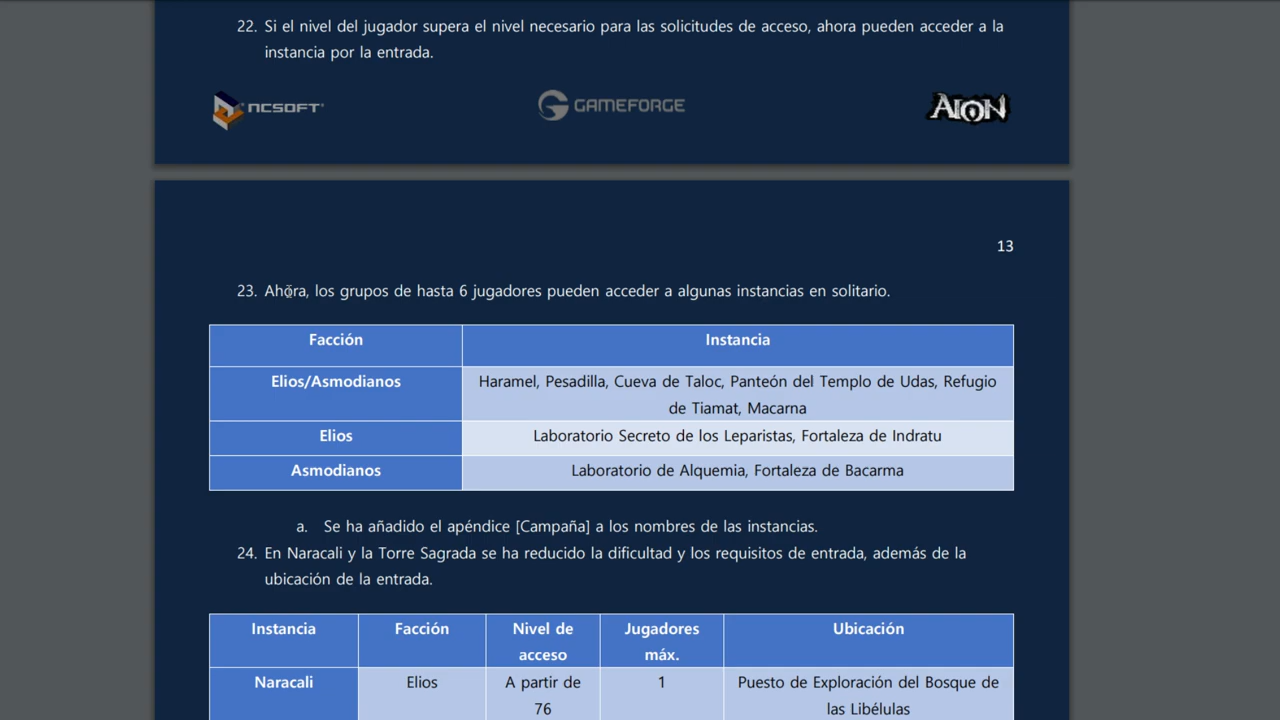 22. Si el nivel del jugador supera el nivel necesario para las solicitudes de acceso, ahora pueden acceder a la
instancia por la entrada.
NCSOFT
GAMEFORGE
AION
13
23. Ahora, los grupos de hasta 6 jugadores pueden acceder a algunas instancias en solitario.
Facción Instancia
Elios/Asmodianos Haramel, Pesadilla, Cueva de Taloc, Panteón del Templo de Udas, Refugio
de Tiamat, Macarna
Elios Laboratorio Secreto de los Leparistas, Fortaleza de Indratu
Asmodianos Laboratorio de Alquemia, Fortaleza de Bacarma
a. Se ha añadido el apéndice [Campaña] a los nombres de las instancias.
24. En Naracali y la Torre Sagrada se ha reducido la dificultad y los requisitos de entrada, además de la
ubicación de la entrada.
Instancia Facción Nivel de Jugadores Ubicación
acceso máx.
Naracali Elios A partir de 1 Puesto de Exploración del Bosque de
76 las Libélulas